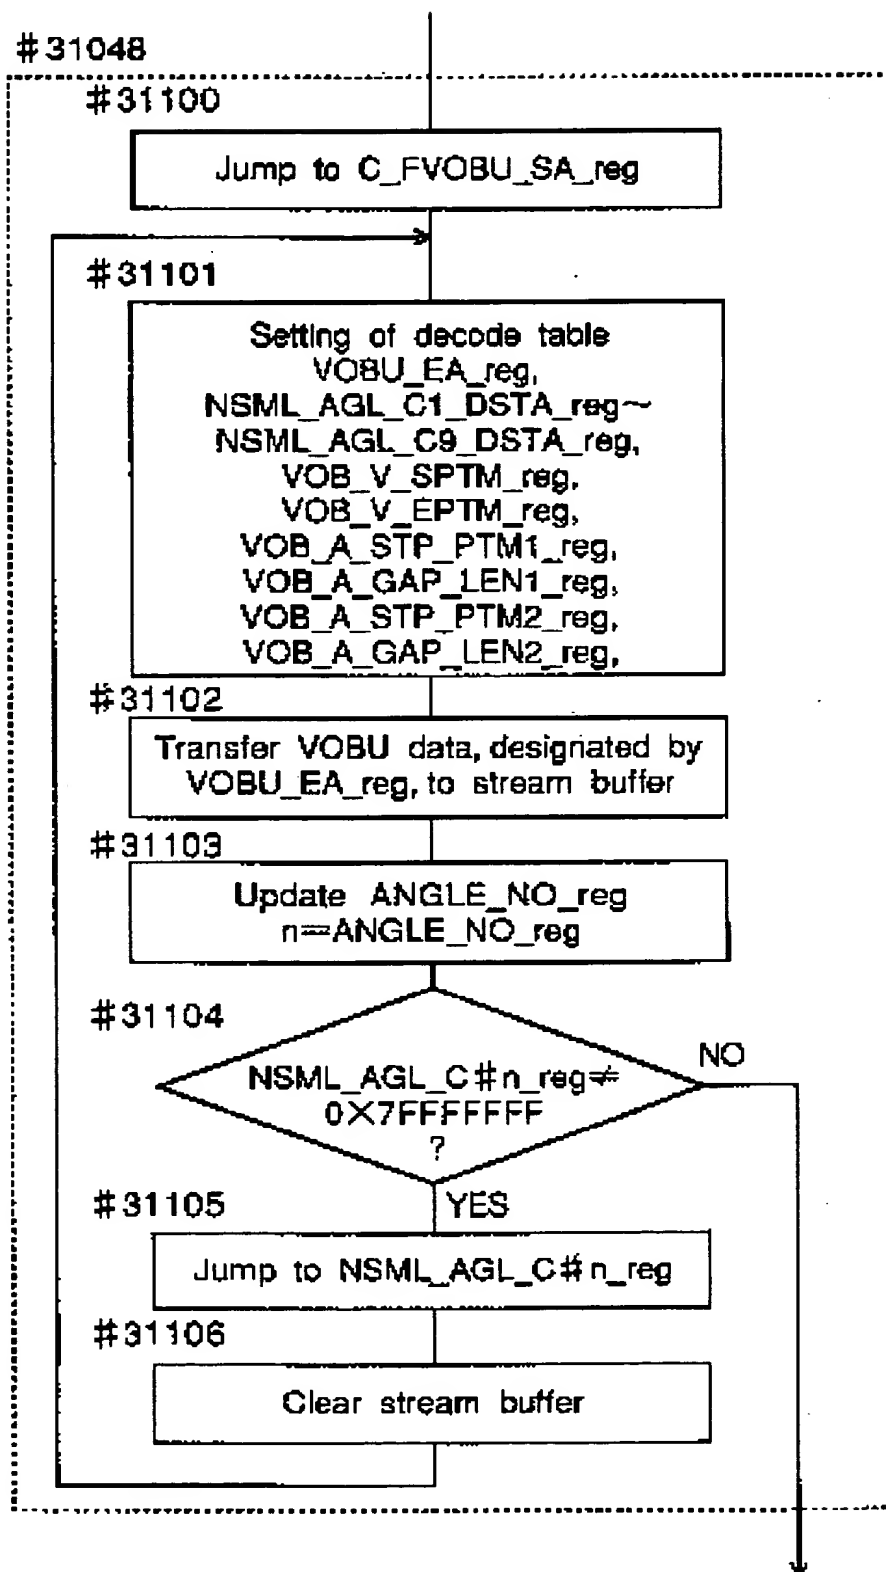 #31048
#31100
Jump to C_FVOBU_SA_reg
#31101
Setting of decode table
VOBU_EA_reg,
NSML_AGL_C1_DSTA_reg~
NSML_AGL_C9_DSTA_reg,
VOB_V_SPTM_reg,
VOB_V_EPTM_reg,
VOB_A_STP_PTM1_reg,
VOB_A_GAP_LEN1_reg,
VOB_A_STP_PTM2_reg,
VOB_A_GAP_LEN2_reg,
#31102
Transfer VOBU data, designated by
VOBU_EA_reg, to stream buffer
#31103
Update ANGLE_NO_reg
n=ANGLE_NO_reg
#31104
NO
NSML_AGL_C#n_reg≠
0X7FFFFFFF
?
#31105
YES
Jump to NSML_AGL_C#n_reg
#31106
Clear stream buffer